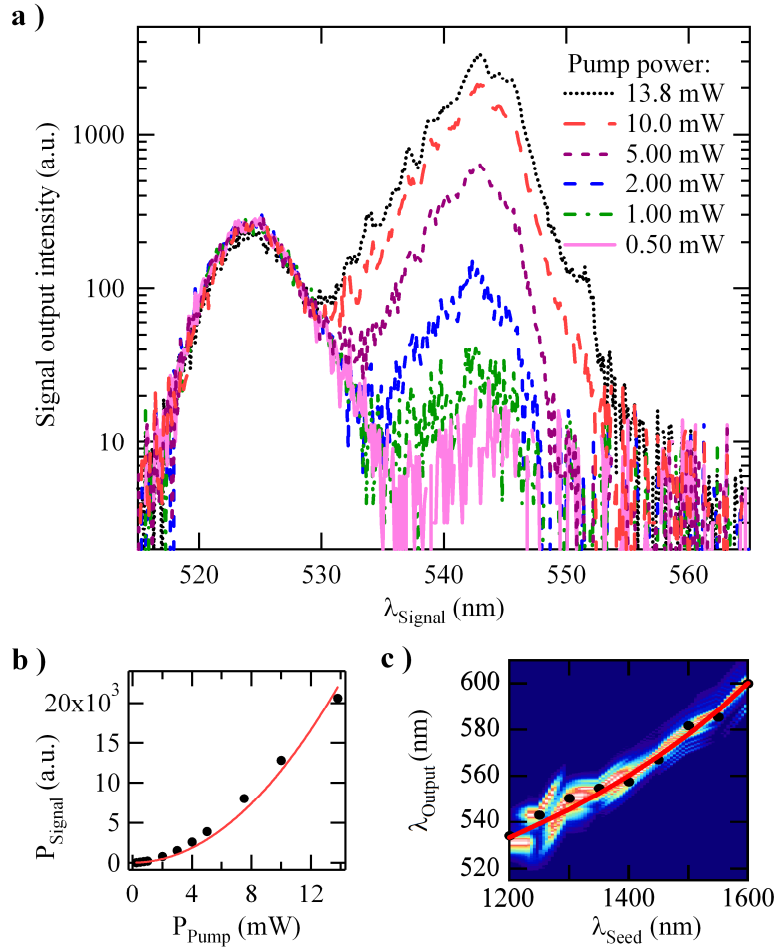 a )
Signal output intensity (a.u.)
1000
100
10
Pump power:
13.8 mW
10.0 mW
5.00 mW
2.00 mW
1.00 mW
0.50 mW
520 530 540 550 560
λSignal (nm)
b )
PSignal (a.u.)
20x10³
15
10
5
0
0 4 8 12
PPump (mW)
c )
λOutput (nm)
600
580
560
540
520
1200 1400 1600
λSeed (nm)